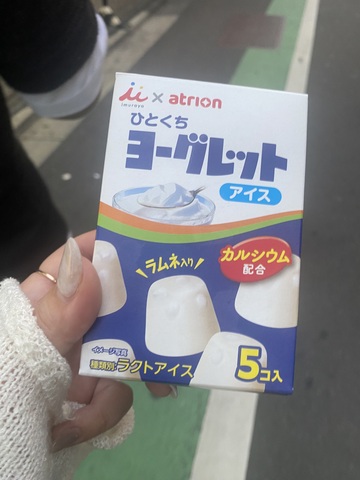 imuraya × atrion
ひとくち
ヨーグレット
アイス
ラムネ入り
カルシウム
配合
イメージ写真
種類別:ラクトアイス
5コ入